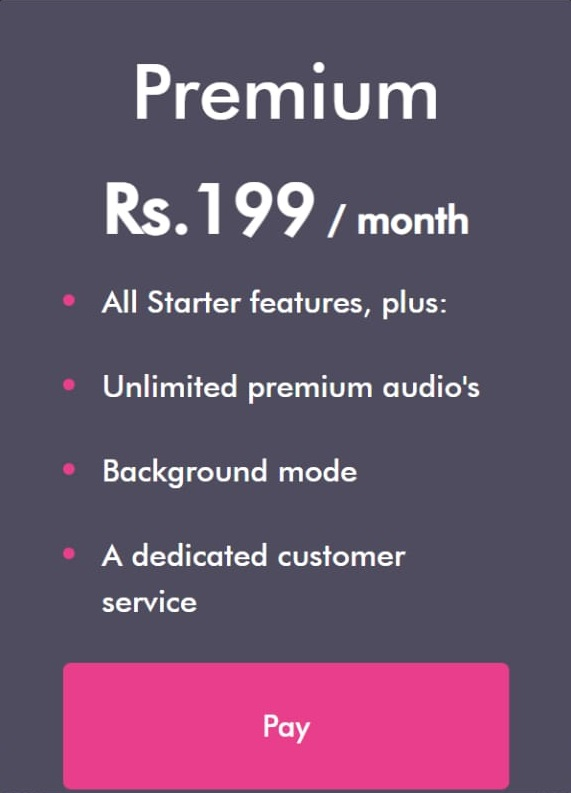 Premium
Rs.199 / month
All Starter features, plus:
Unlimited premium audio's
Background mode
A dedicated customer
service
Pay